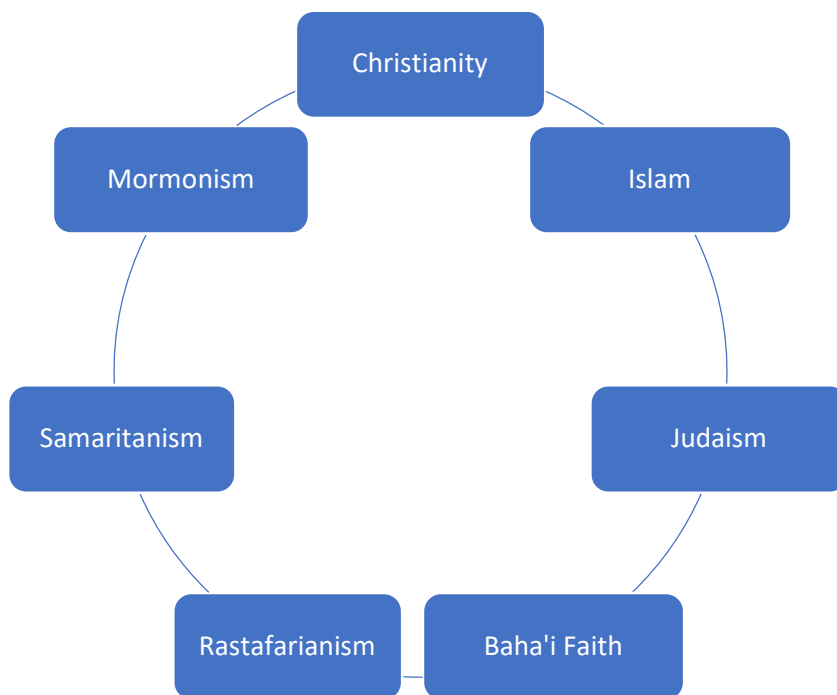 Christianity
Islam
Judaism
Baha'i Faith
Rastafarianism
Samaritanism
Mormonism